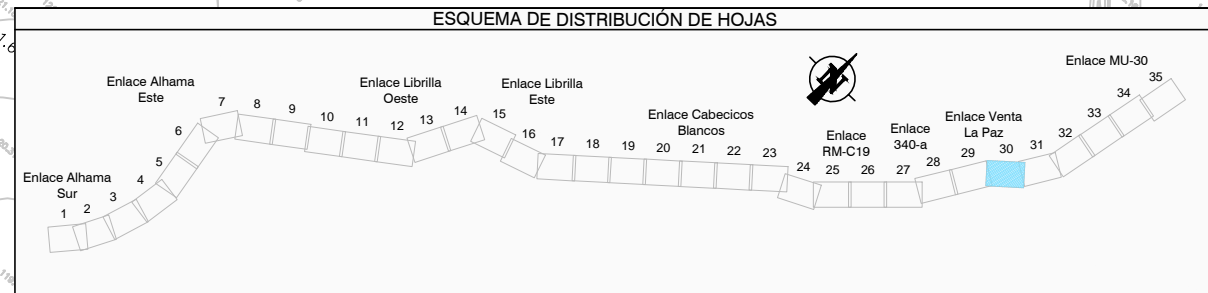 ESQUEMA DE DISTRIBUCIÓN DE HOJAS
Enlace Alhama
Sur
1
2
3
4
5
6
Enlace Alhama
Este
7
8
9
10
11
12
Enlace Librilla
Oeste
13
14
Enlace Librilla
Este
15
16
17
18
19
20
21
22
23
Enlace Cabecicos
Blancos
24
25
26
27
Enlace
RM-C19
Enlace
340-a
28
29
30
31
Enlace Venta
La Paz
32
33
34
35
Enlace MU-30
N